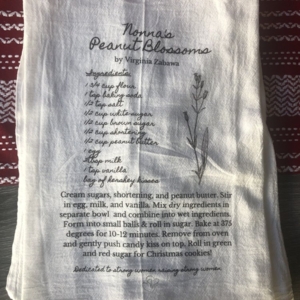 Nonna's
Peanut Blossoms
by Virginia Zabawa
Ingredients:
1 3/4 cup flour
1 tsp baking soda
1/2 tsp salt
1/2 cup white sugar
1/2 cup brown sugar
1/2 cup shortening
1/2 cup peanut butter
1 egg
2tbsp milk
1 tsp vanilla
bag of hershey kisses
Cream sugars, shortening, and peanut butter. Stir
in egg, milk, and vanilla. Mix dry ingredients in
separate bowl and combine into wet ingredients.
Form into small balls & roll in sugar. Bake at 375
degrees for 10-12 minutes. Remove from oven
and gently push candy kiss on top. Roll in green
and red sugar for Christmas cookies!
Dedicated to strong women raising strong women